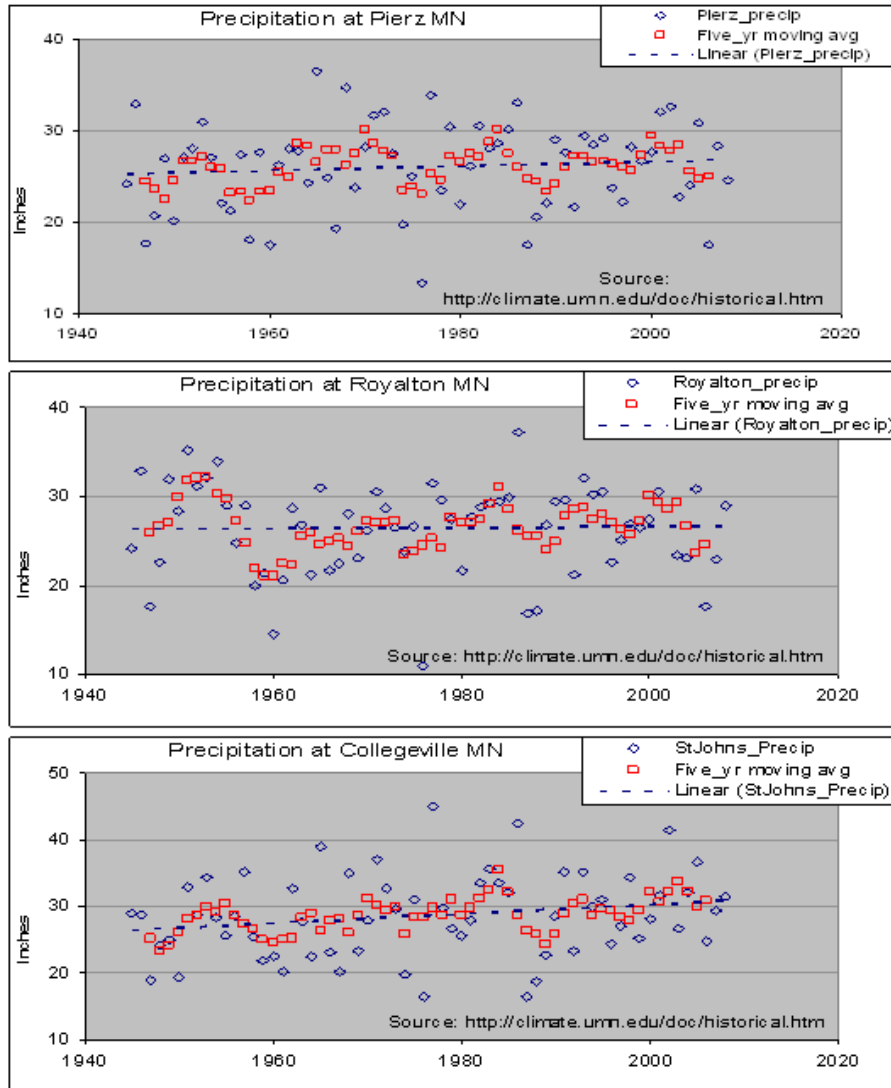 Precipitation at Pierz MN
Pierz_precip
Five_yr moving avg
Linear (Pierz_precip)
40
30
20
10
Inches
Source:
http://climate.umn.edu/doc/historical.htm
1940
1960
1980
2000
2020
Precipitation at Royalton MN
Royalton_precip
Five_yr moving avg
Linear (Royalton_precip)
40
30
20
10
Inches
Source: http://climate.umn.edu/doc/historical.htm
1940
1960
1980
2000
2020
Precipitation at Collegeville MN
StJohns_Precip
Five_yr moving avg
Linear (StJohns_Precip)
50
40
30
20
10
Inches
Source: http://climate.umn.edu/doc/historical.htm
1940
1960
1980
2000
2020